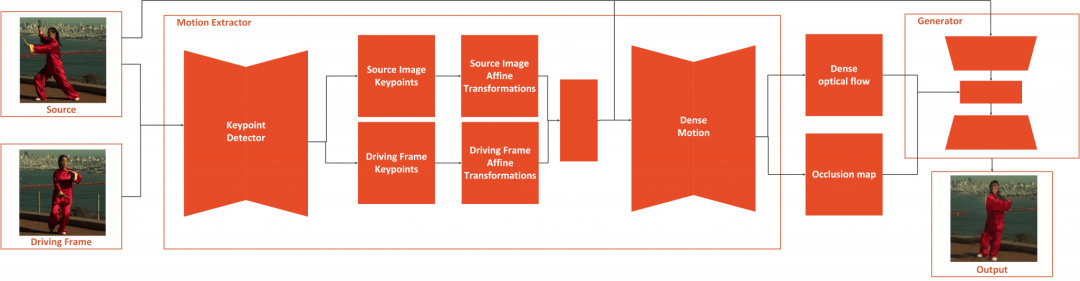 Source
Driving Frame
Motion Extractor
Keypoint
Detector
Source Image
Keypoints
Source Image
Affine
Transformations
Driving Frame
Keypoints
Driving Frame
Affine
Transformations
Dense
Motion
Dense
optical flow
Occlusion map
Generator
Output